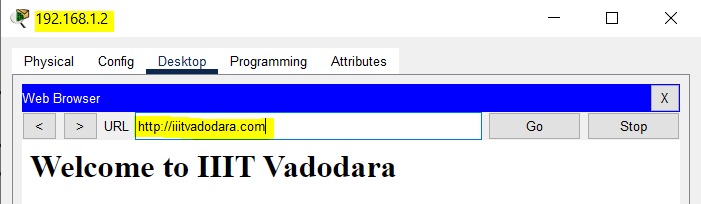 192.168.1.2
Physical Config Desktop Programming Attributes
Web Browser X
< > URL http://iiitvadodara.com Go Stop
Welcome to IIIT Vadodara